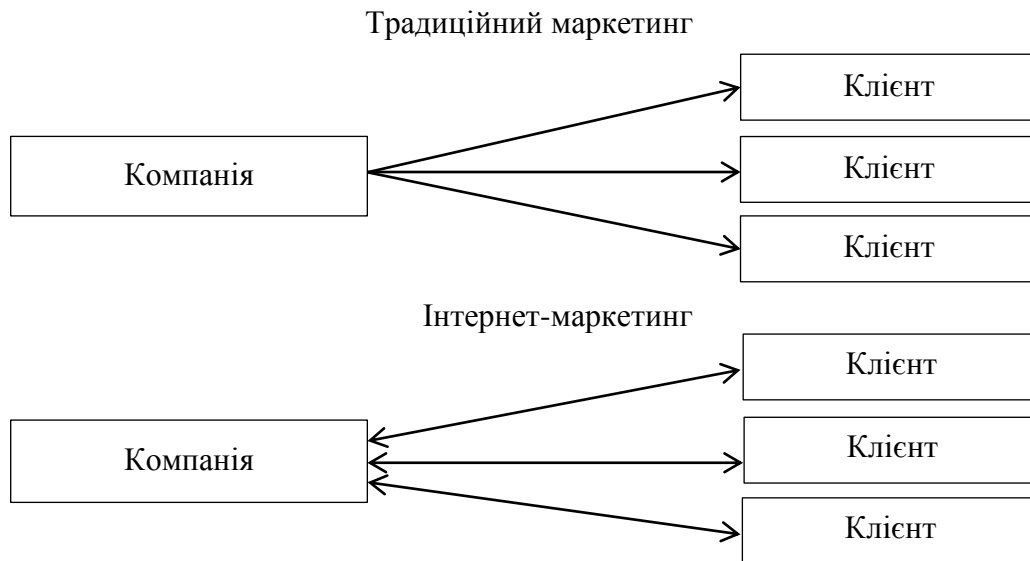 Традиційний маркетинг
Клієнт
Компанія
Клієнт
Клієнт
Інтернет-маркетинг
Клієнт
Компанія
Клієнт
Клієнт